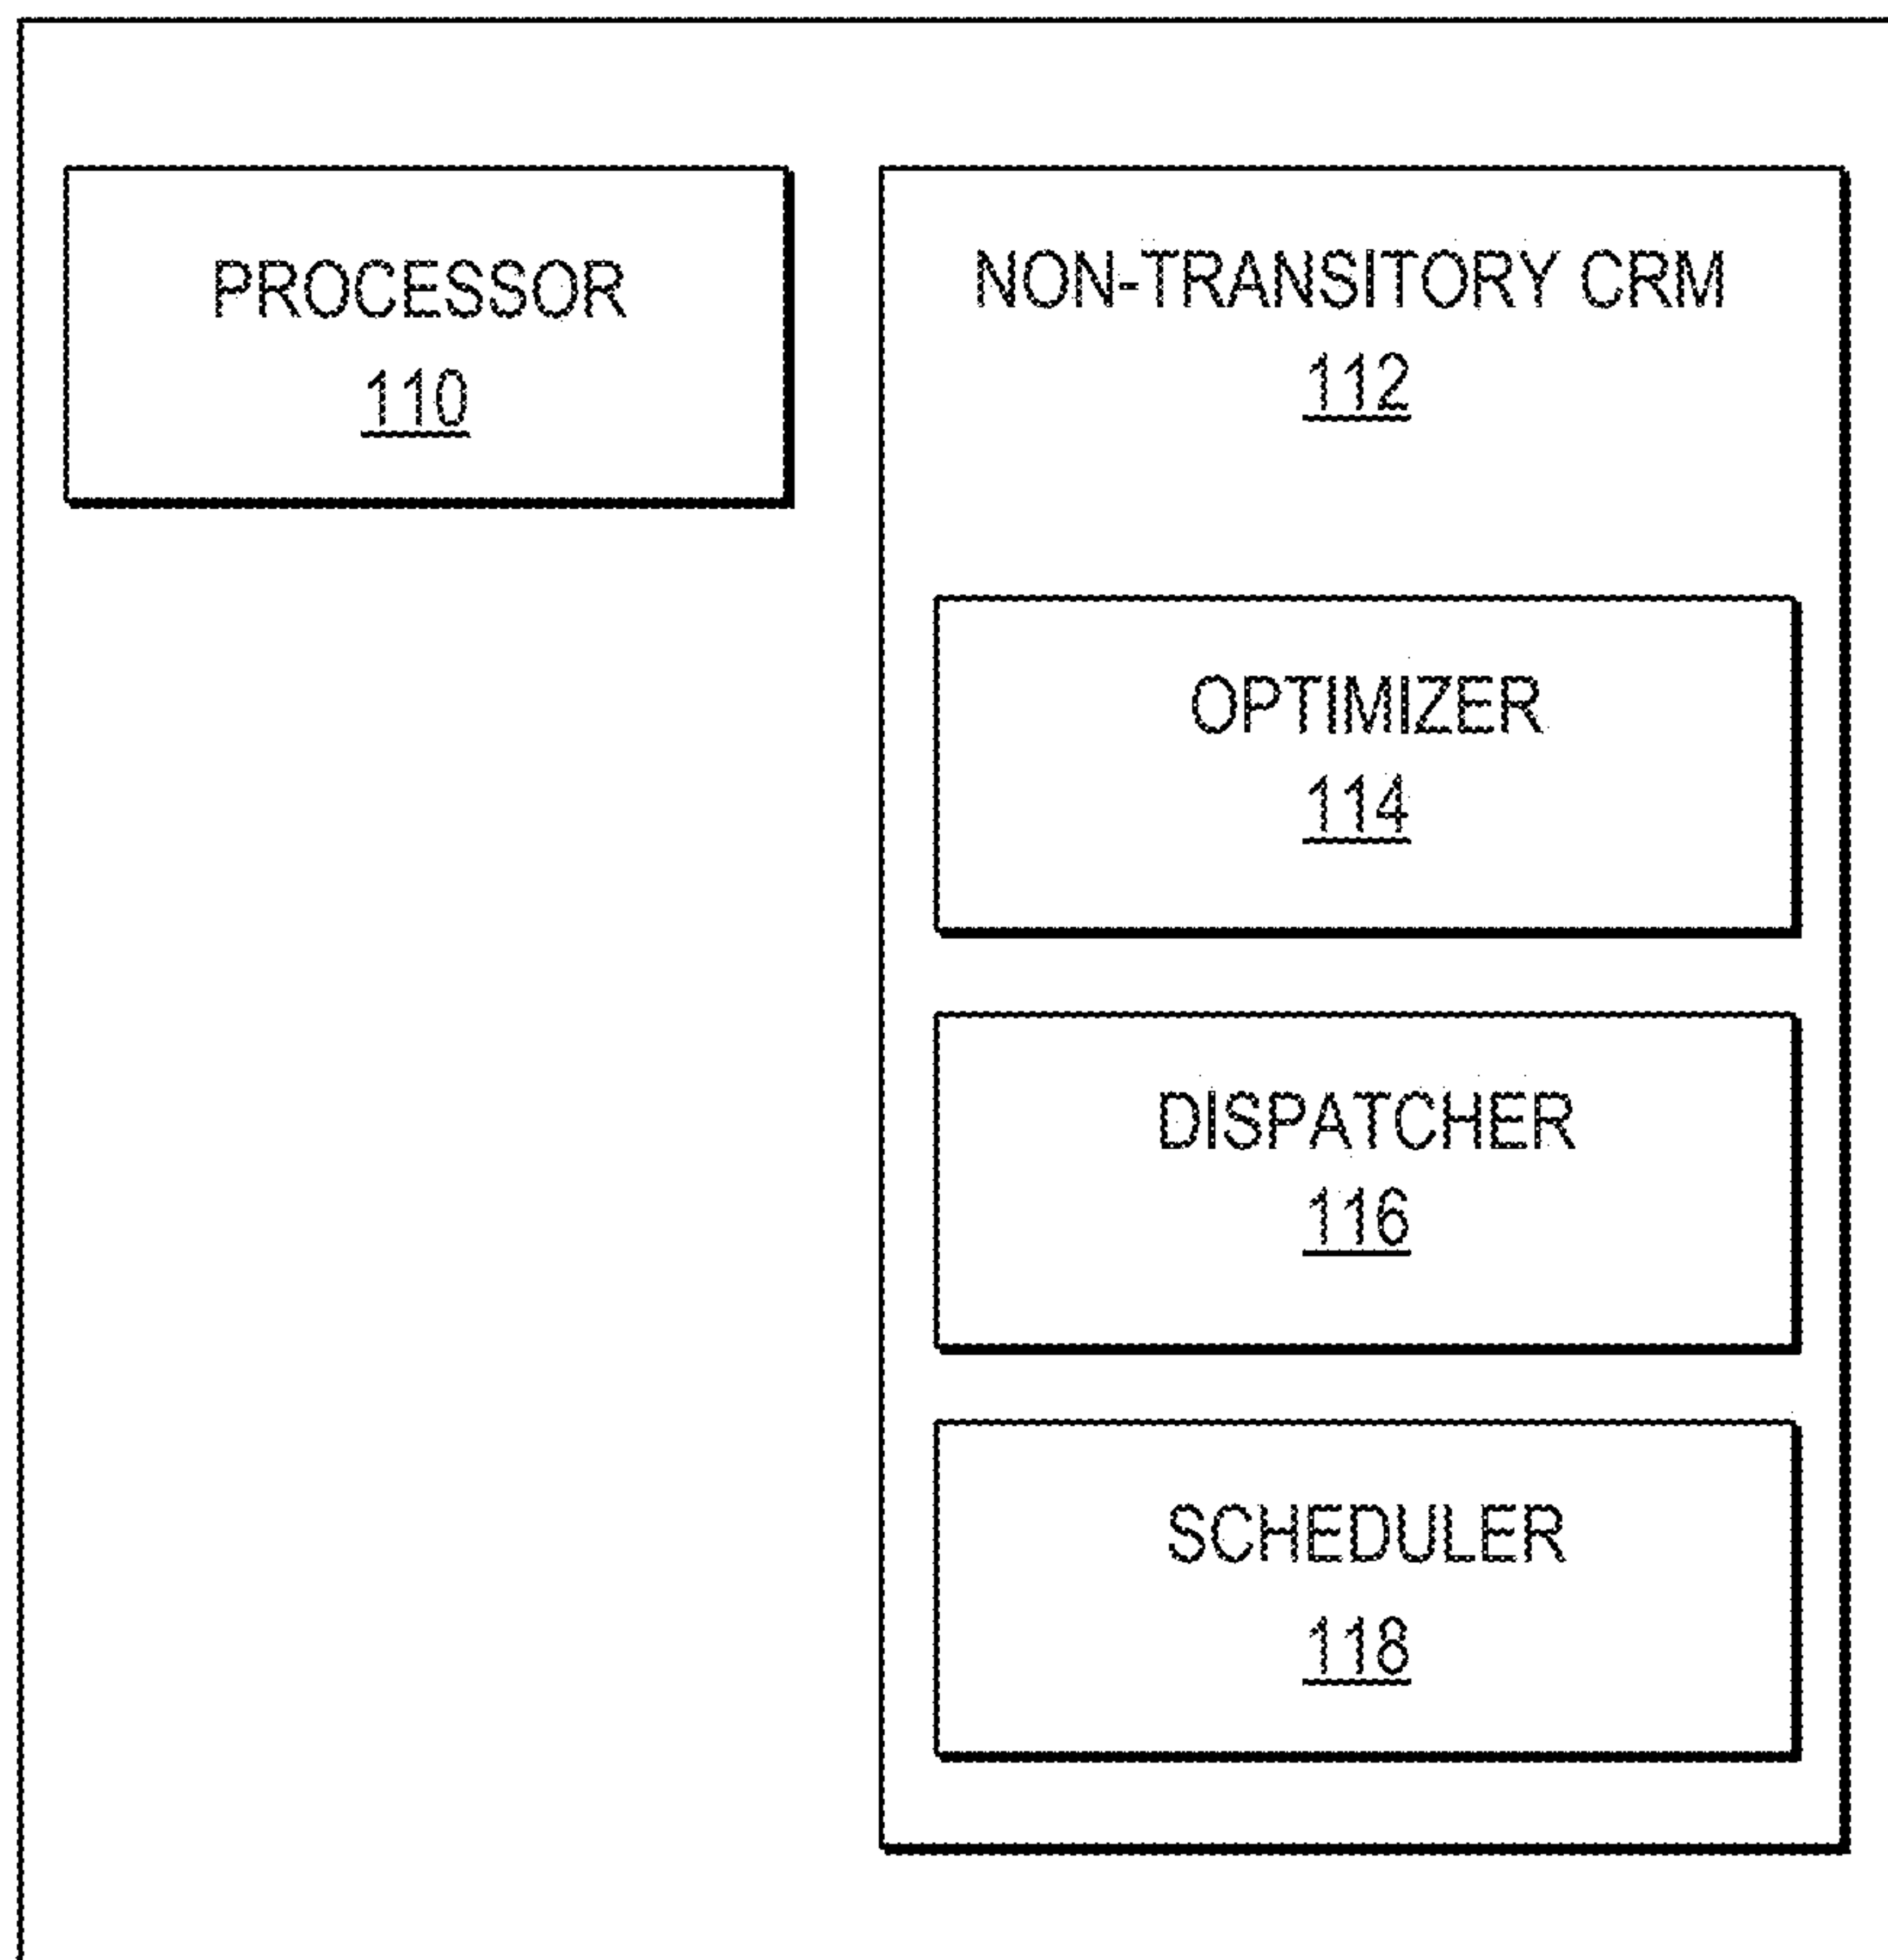 PROCESSOR
110
NON-TRANSITORY CRM
112
OPTIMIZER
114
DISPATCHER
116
SCHEDULER
118